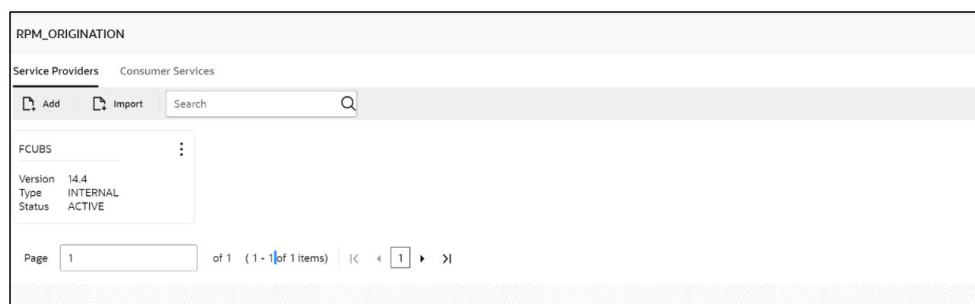 RPM_ORIGINATION
Service Providers Consumer Services
Add Import Search
FCUBS
Version 14.4
Type INTERNAL
Status ACTIVE
Page 1 of 1 (1 - 1 of 1 items) 1